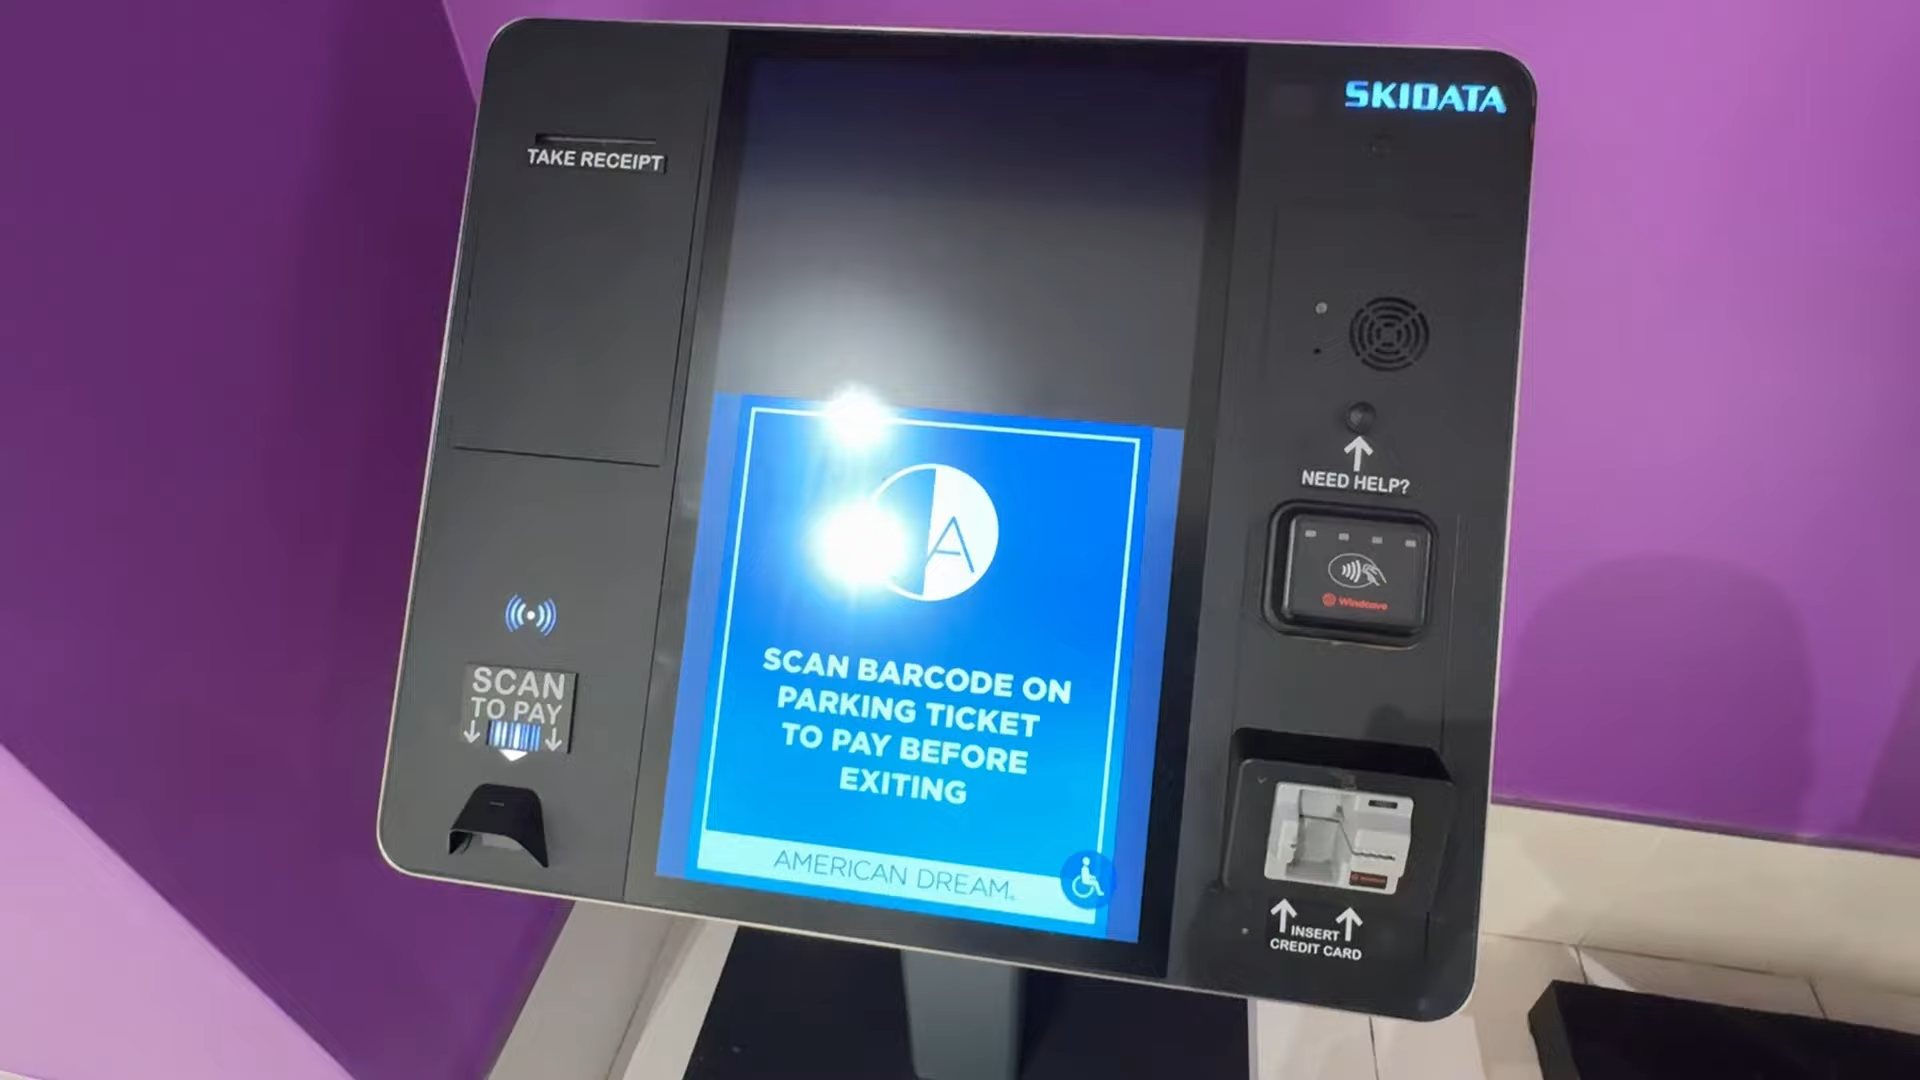 SKIDATA
TAKE RECEIPT
NEED HELP?
Windcave
SCAN
TO PAY
A
SCAN BARCODE ON
PARKING TICKET
TO PAY BEFORE
EXITING
AMERICAN DREAM
INSERT
CREDIT CARD